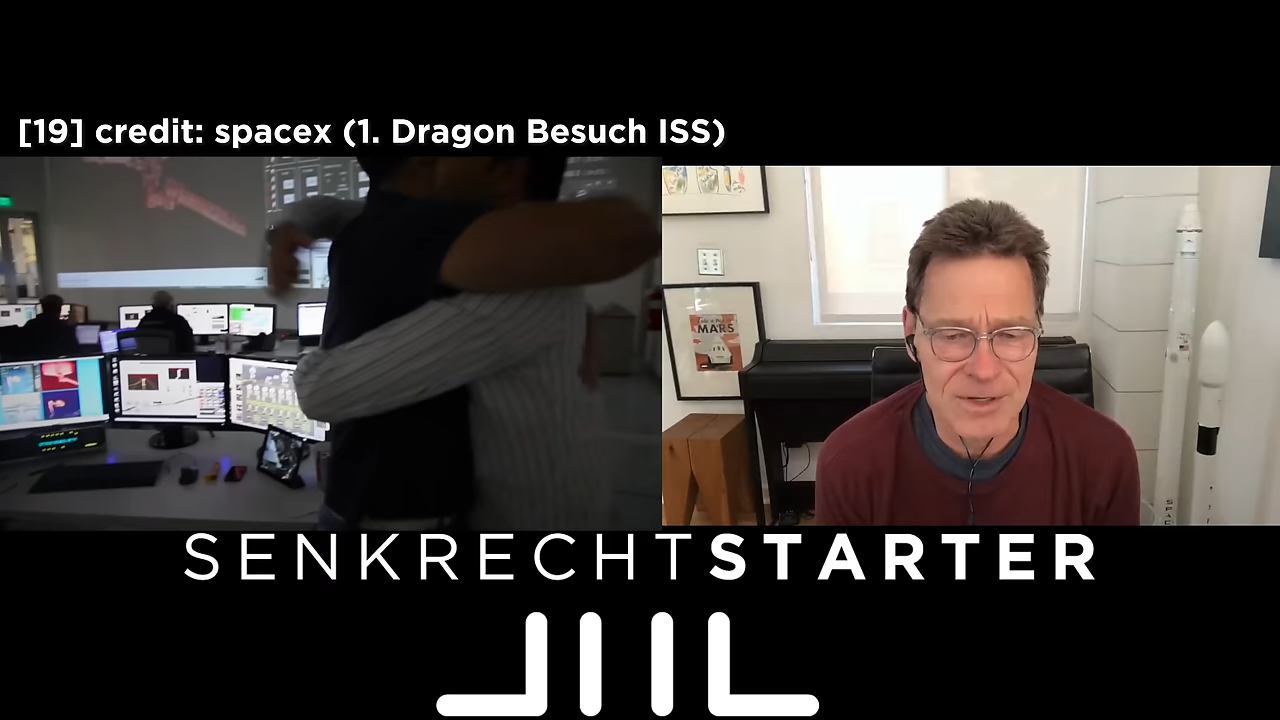 [19] credit: spacex (1. Dragon Besuch ISS)
MARS
SENKRECHTSTARTER